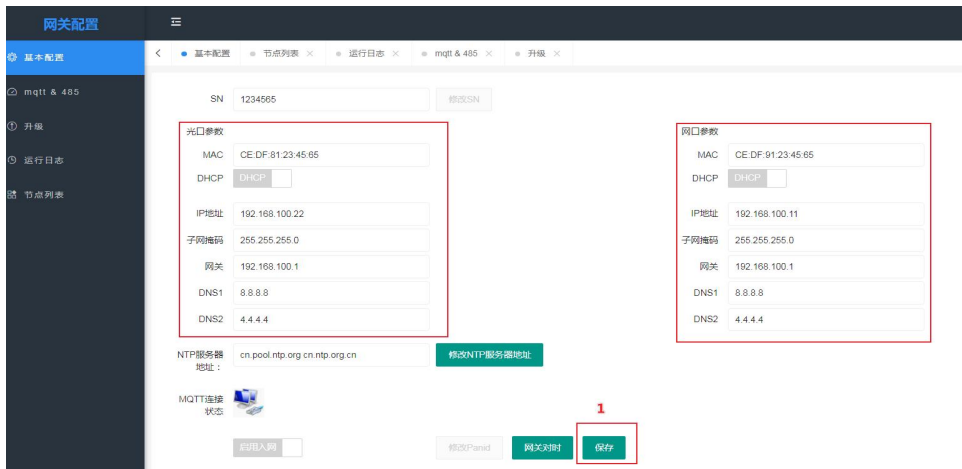 网关配置
基本配置
mqtt & 485
升级
运行日志
节点列表
基本配置 节点列表 运行日志 mqtt & 485 升级
SN 1234565 修改SN
光口参数
MAC CE:DF:81:23:45:65
DHCP DHCP
IP地址 192.168.100.22
子网掩码 255.255.255.0
网关 192.168.100.1
DNS1 8.8.8.8
DNS2 4.4.4.4
网口参数
MAC CE:DF:91:23:45:65
DHCP DHCP
IP地址 192.168.100.11
子网掩码 255.255.255.0
网关 192.168.100.1
DNS1 8.8.8.8
DNS2 4.4.4.4
NTP服务器
地址： cn.pool.ntp.org cn.ntp.org.cn 修改NTP服务器地址
MQTT连接
状态
1
启用入网 修改Panid 网关对时 保存